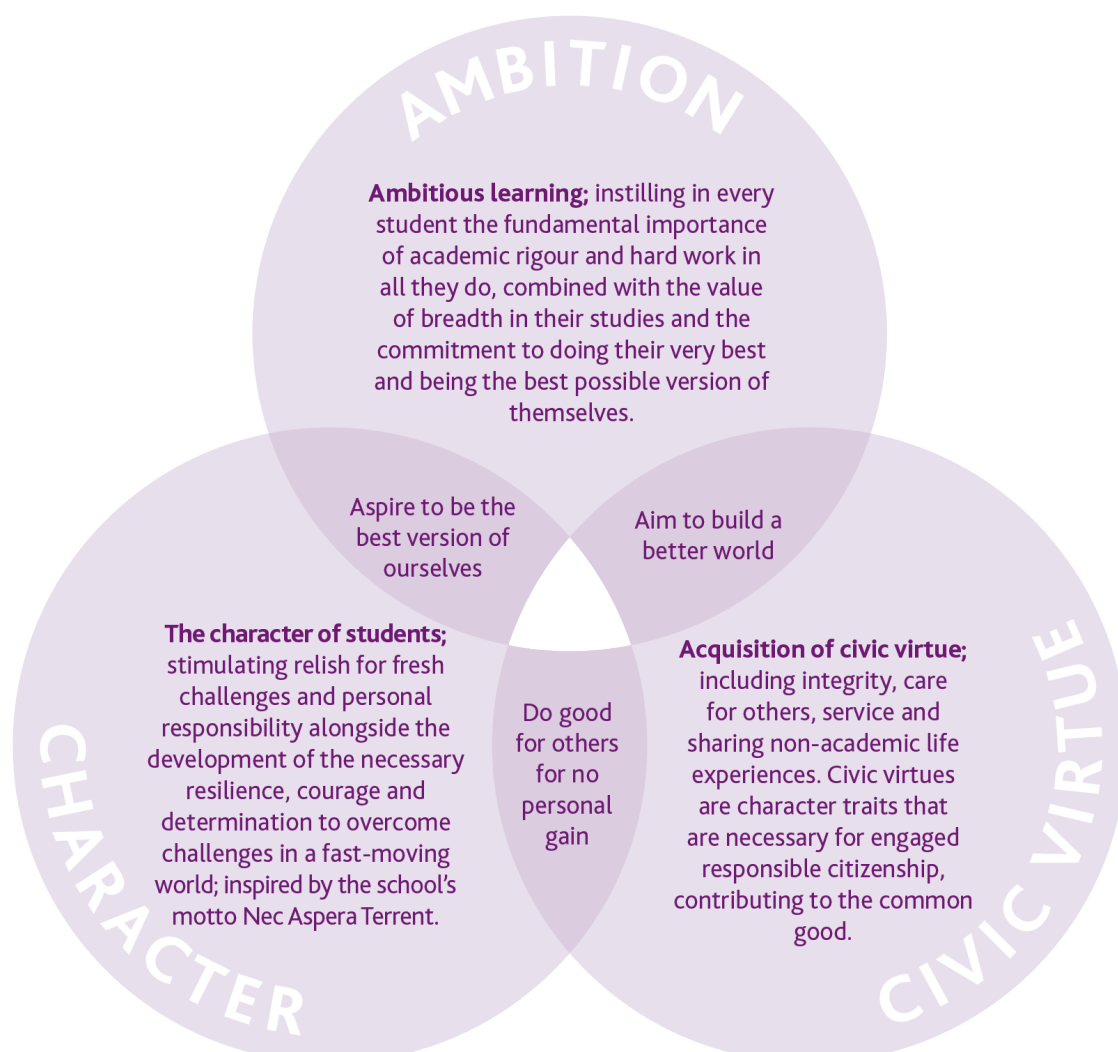 AMBITION
Ambitious learning; instilling in every
student the fundamental importance
of academic rigour and hard work in
all they do, combined with the value
of breadth in their studies and the
commitment to doing their very best
and being the best possible version of
themselves.
Aspire to be the
best version of
ourselves
Aim to build a
better world
The character of students;
stimulating relish for fresh
challenges and personal
responsibility alongside the
development of the necessary
resilience, courage and
determination to overcome
challenges in a fast-moving
world; inspired by the school’s
motto Nec Aspera Terrent.
CHARACTER
Do good
for others
for no
personal
gain
Acquisition of civic virtue;
including integrity, care
for others, service and
sharing non-academic life
experiences. Civic virtues
are character traits that
are necessary for engaged
responsible citizenship,
contributing to the common
good.
CIVIC VIRTUE